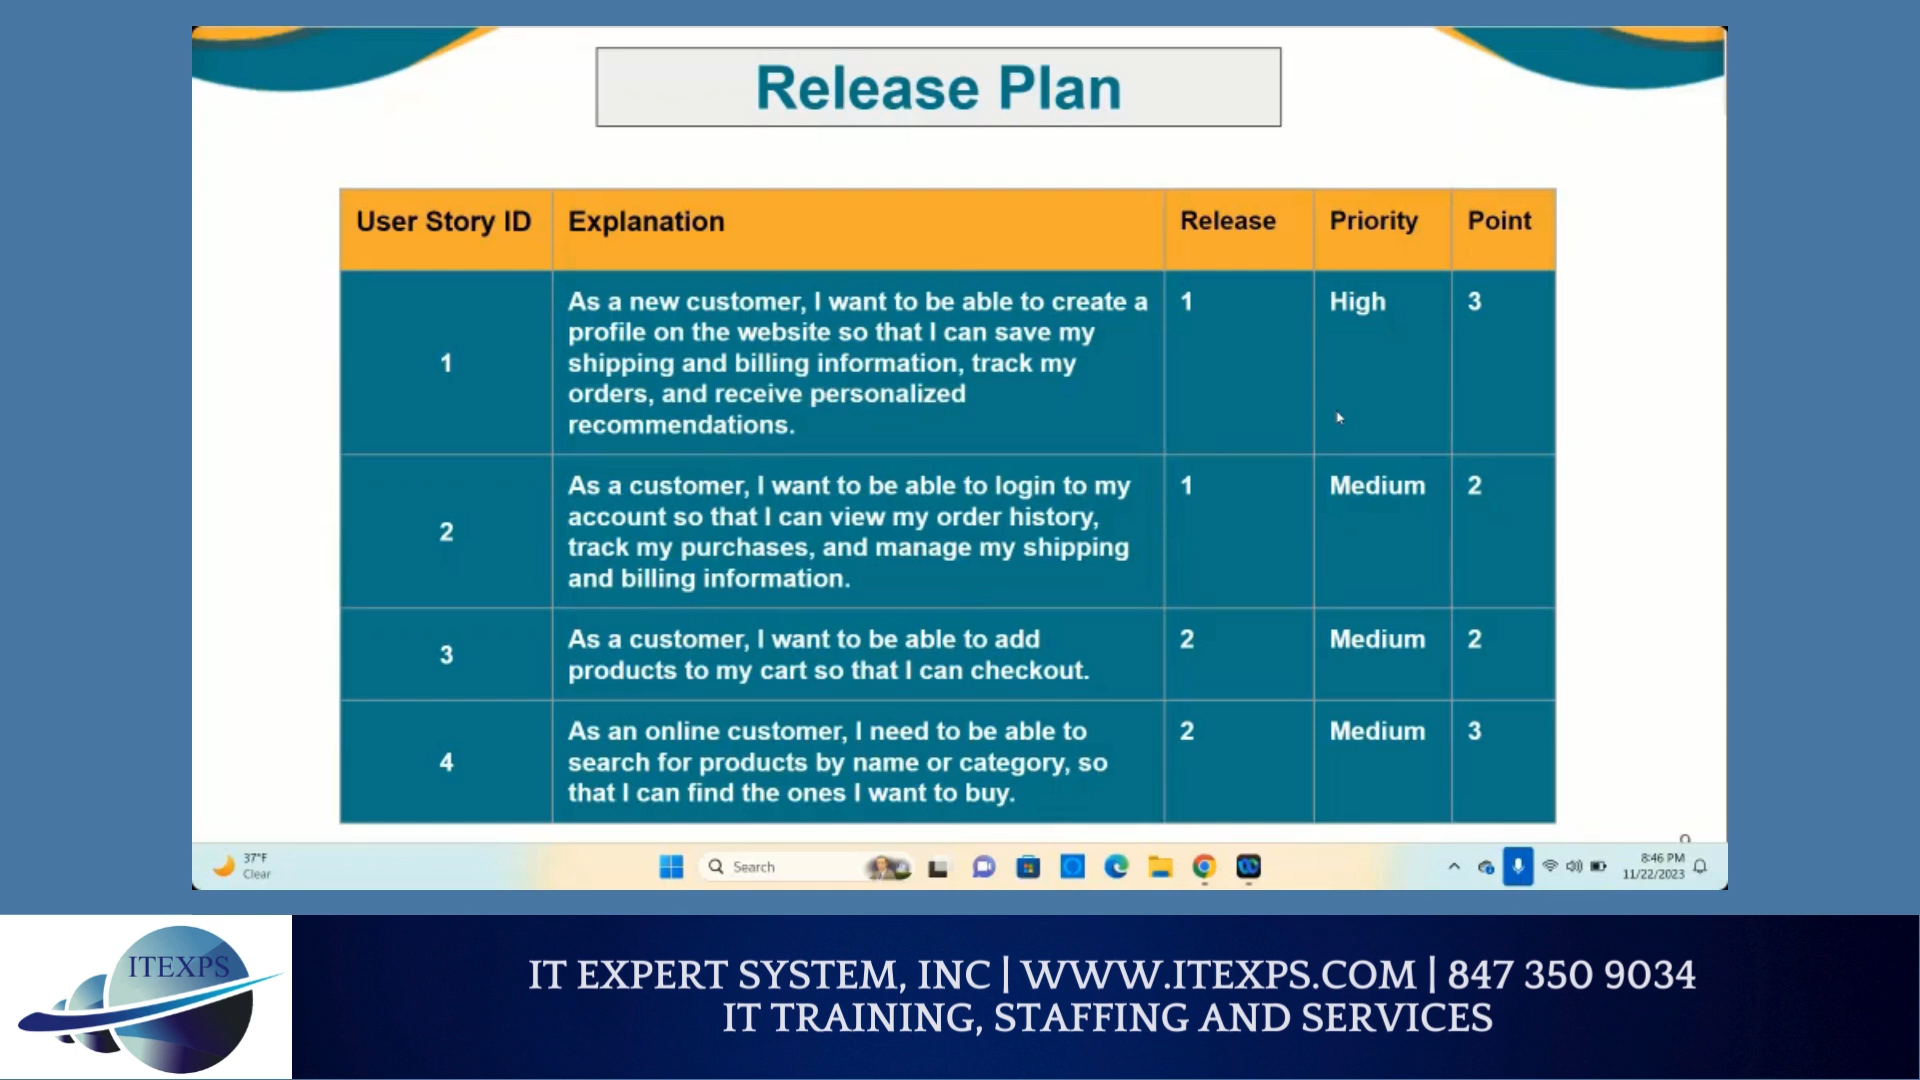 Release Plan
User Story ID Explanation Release Priority Point
1 As a new customer, I want to be able to create a 1 High 3
profile on the website so that I can save my
shipping and billing information, track my
orders, and receive personalized
recommendations.
2 As a customer, I want to be able to login to my 1 Medium 2
account so that I can view my order history,
track my purchases, and manage my shipping
and billing information.
3 As a customer, I want to be able to add 2 Medium 2
products to my cart so that I can checkout.
4 As an online customer, I need to be able to 2 Medium 3
search for products by name or category, so
that I can find the ones I want to buy.
37°F
Clear
Search
8:46 PM
11/22/2023
ITEXPS
IT EXPERT SYSTEM, INC | WWW.ITEXPS.COM | 847 350 9034
IT TRAINING, STAFFING AND SERVICES